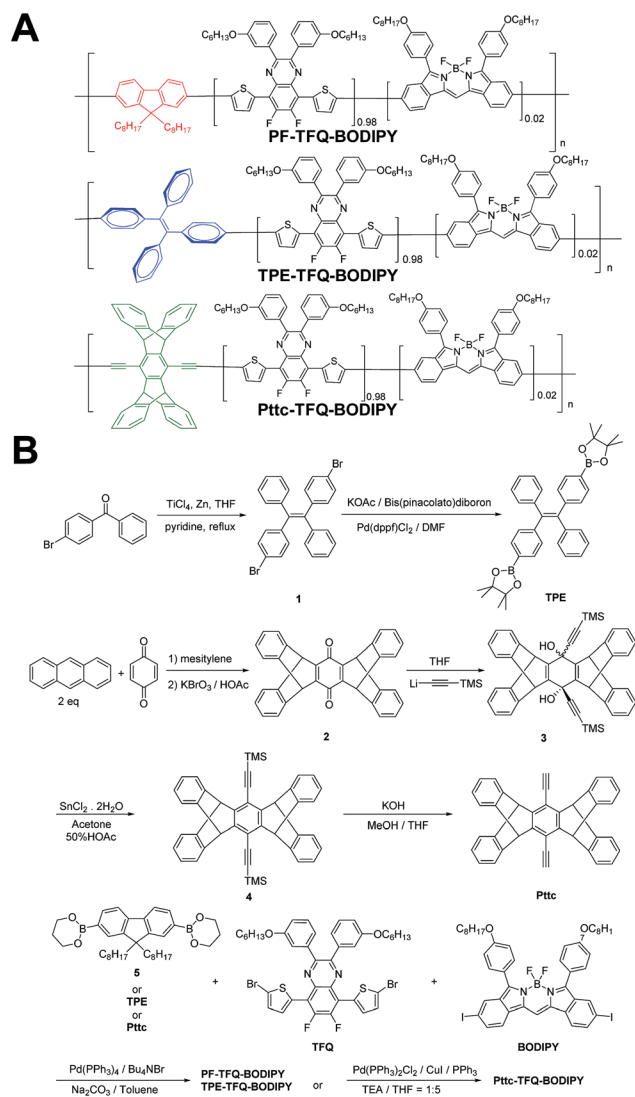 A
C8H17O
OC8H17
C6H13O
OC6H13
F F
B
N N
N N
S S
F F
0.98
0.02
n
C8H17 C8H17
PF-TFQ-BODIPY
C8H17O
OC8H17
C6H13O
OC6H13
F F
B
N N
N N
S S
F F
0.98
0.02
n
TPE-TFQ-BODIPY
C8H17O
OC8H17
C6H13O
OC6H13
F F
B
N N
N N
S S
F F
0.98
0.02
n
Pttc-TFQ-BODIPY
B
O
Br
TiCl4, Zn, THF
pyridine, reflux
Br
Br
1
KOAc / Bis(pinacolato)diboron
Pd(dppf)Cl2 / DMF
O
B O
O
O B
TPE
2 eq
+
O
O
1) mesitylene
2) KBrO3 / HOAc
O
O
2
THF
Li TMS
TMS
HO
HO
TMS
3
SnCl2 . 2H2O
Acetone
50%HOAc
TMS
TMS
4
KOH
MeOH / THF
Pttc
O B O
O B O
C8H17 C8H17
5
or
TPE
or
Pttc
+
C6H13O
OC6H13
N N
Br S S Br
F F
TFQ
+
C8H17O
OC8H1
7
F F
B
N N
I I
BODIPY
Pd(PPh3)4 / Bu4NBr
Na2CO3 / Toluene
PF-TFQ-BODIPY
TPE-TFQ-BODIPY
or
Pd(PPh3)2Cl2 / CuI / PPh3
TEA / THF = 1:5
Pttc-TFQ-BODIPY